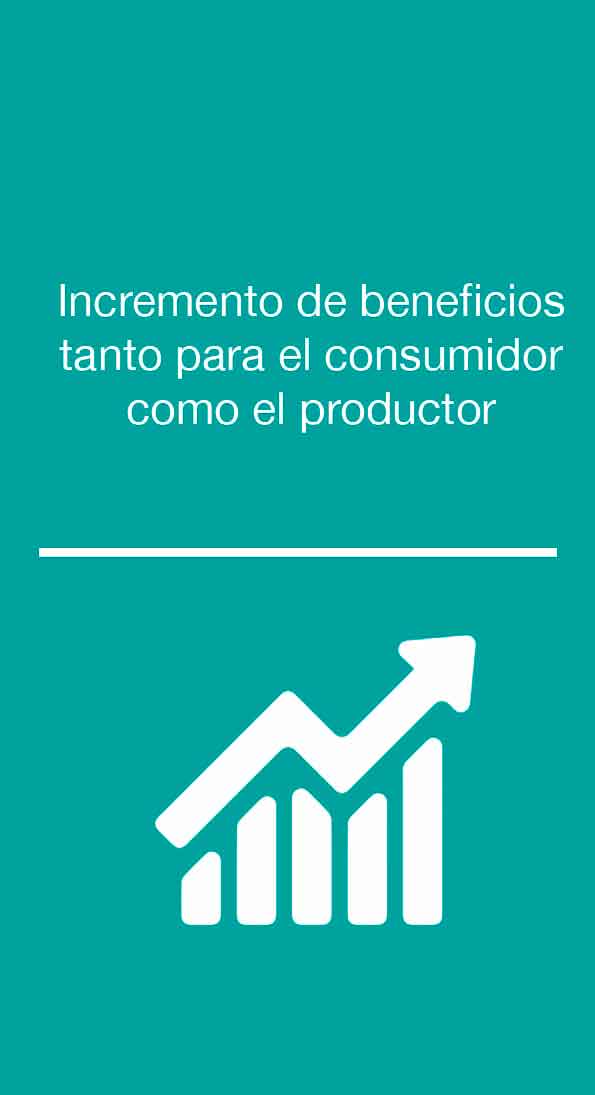 Incremento de beneficios
tanto para el consumidor
como el productor